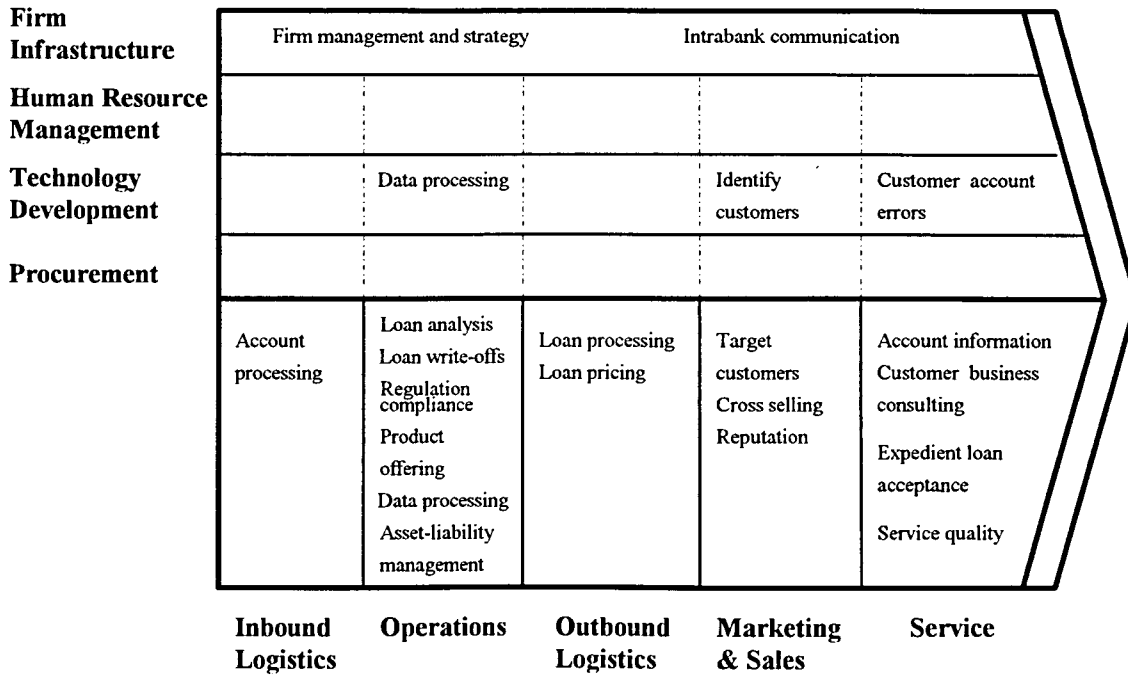 Firm
Infrastructure
Firm management and strategy
Intrabank communication
Human Resource
Management
Technology
Development
Data processing
Identify
customers
Customer account
errors
Procurement
Account
processing
Loan analysis
Loan write-offs
Regulation
compliance
Product
offering
Data processing
Asset-liability
management
Loan processing
Loan pricing
Target
customers
Cross selling
Reputation
Account information
Customer business
consulting
Expedient loan
acceptance
Service quality
Inbound
Logistics
Operations
Outbound
Logistics
Marketing
& Sales
Service